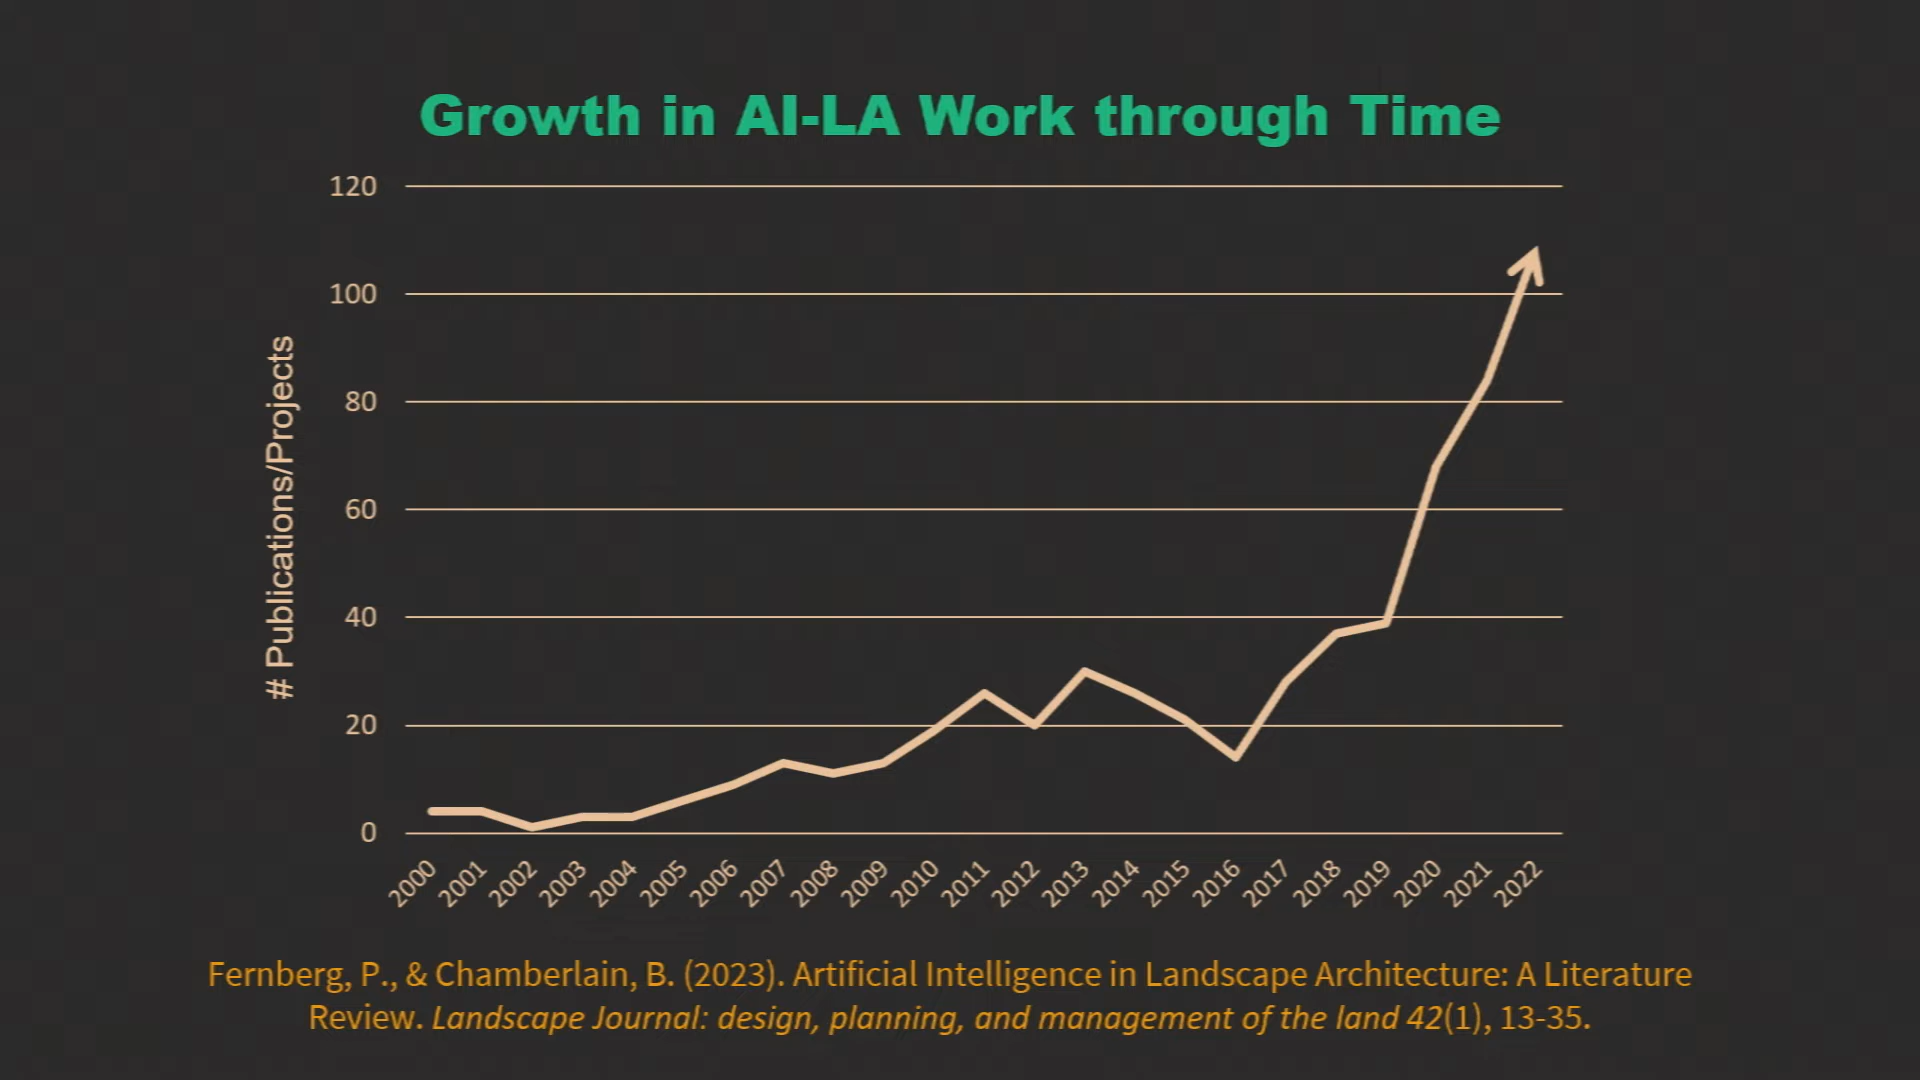 Growth in AI-LA Work through Time
120
100
80
60
40
20
0
# Publications/Projects
2000 2001 2002 2003 2004 2005 2006 2007 2008 2009 2010 2011 2012 2013 2014 2015 2016 2017 2018 2019 2020 2021 2022
Fernberg, P., & Chamberlain, B. (2023). Artificial Intelligence in Landscape Architecture: A Literature
Review. Landscape Journal: design, planning, and management of the land 42(1), 13-35.